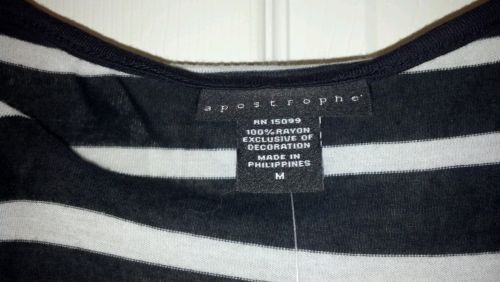 apostrophe
RN 15099
100% RAYON
EXCLUSIVE OF
DECORATION
MADE IN
PHILIPPINES
M